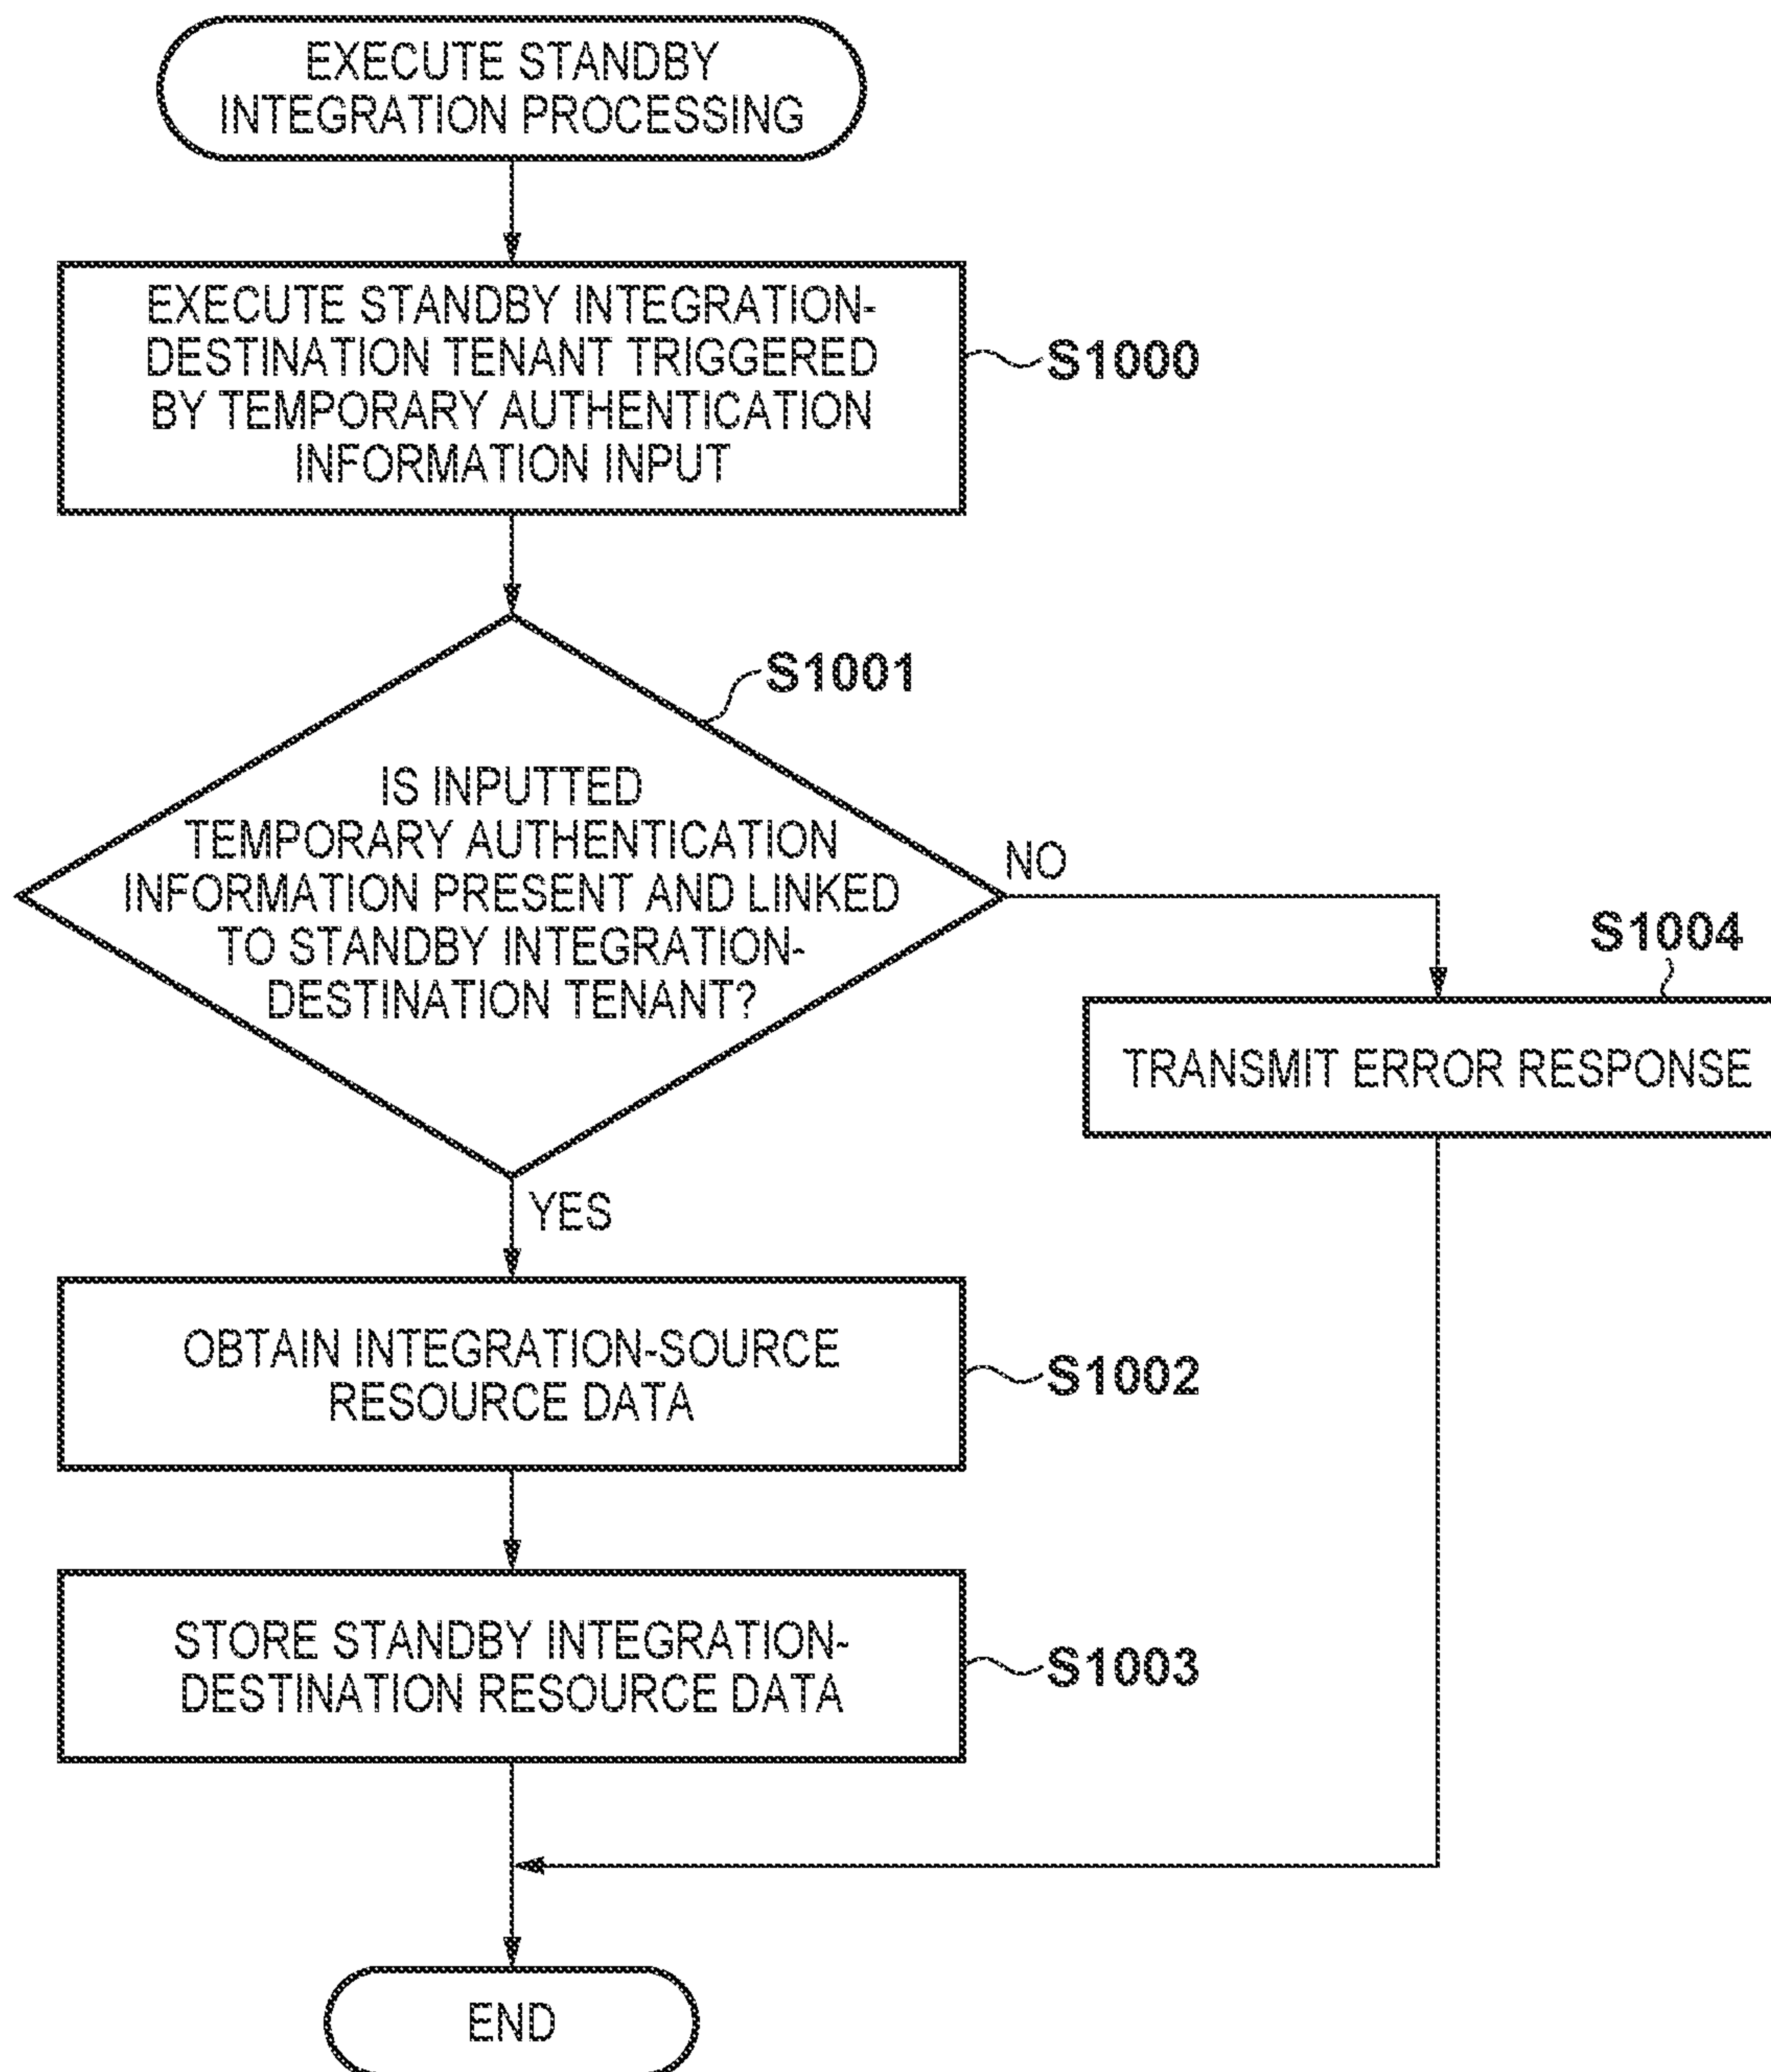 EXECUTE STANDBY
INTEGRATION PROCESSING
EXECUTE STANDBY INTEGRATION-
DESTINATION TENANT TRIGGERED
BY TEMPORARY AUTHENTICATION
INFORMATION INPUT
S1000
S1001
IS INPUTTED
TEMPORARY AUTHENTICATION
INFORMATION PRESENT AND LINKED
TO STANDBY INTEGRATION-
DESTINATION TENANT?
NO
S1004
TRANSMIT ERROR RESPONSE
YES
OBTAIN INTEGRATION-SOURCE
RESOURCE DATA
S1002
STORE STANDBY INTEGRATION-
DESTINATION RESOURCE DATA
S1003
END